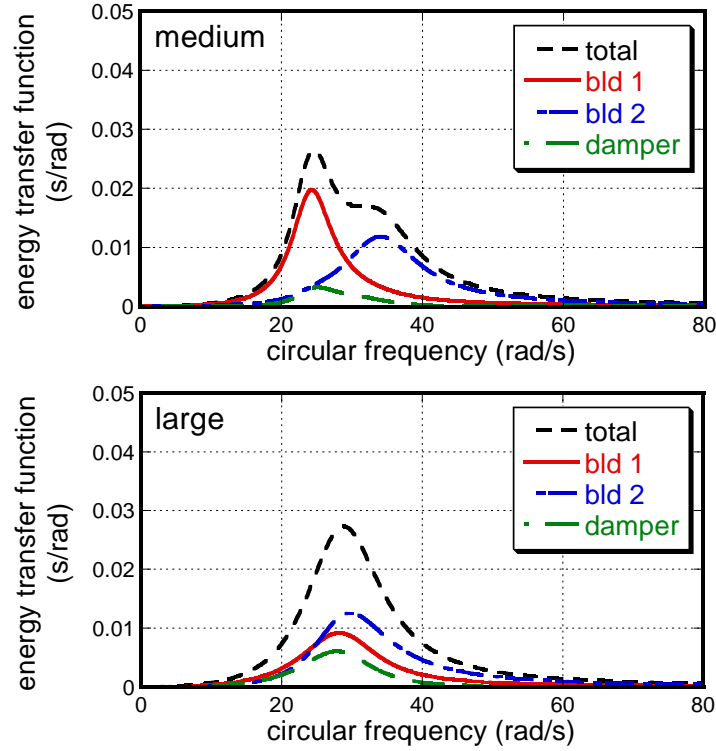 medium
total
bld 1
bld 2
damper
energy transfer function
(s/rad)
0.05
0.04
0.03
0.02
0.01
0
0 20 40 60 80
circular frequency (rad/s)
large
total
bld 1
bld 2
damper
energy transfer function
(s/rad)
0.05
0.04
0.03
0.02
0.01
0
0 20 40 60 80
circular frequency (rad/s)